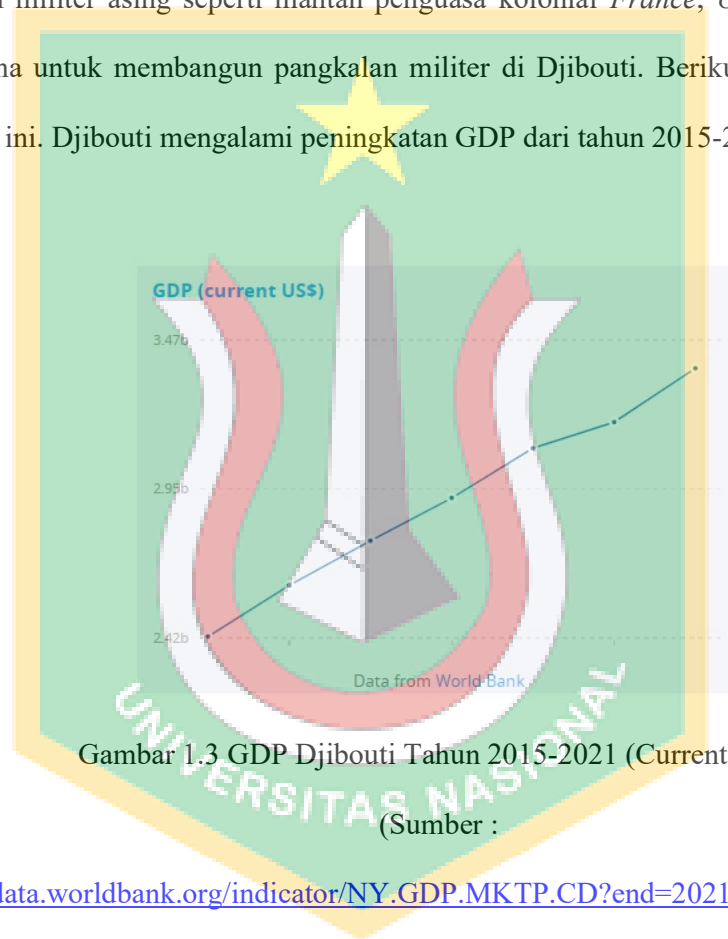 militer asing seperti mantan penguasa kolonial France,
untuk membangun pangkalan militer di Djibouti.
ini. Djibouti mengalami peningkatan GDP dari tahun 2015-2
GDP (current US$)
3.47b
2.95b
2.42b
Data from World Bank
Gambar 1.3 GDP Djibouti Tahun 2015-2021 (Current
UNIVERSITAS NASIONAL
(Sumber :
data.worldbank.org/indicator/NY.GDP.MKTP.CD?end=2021